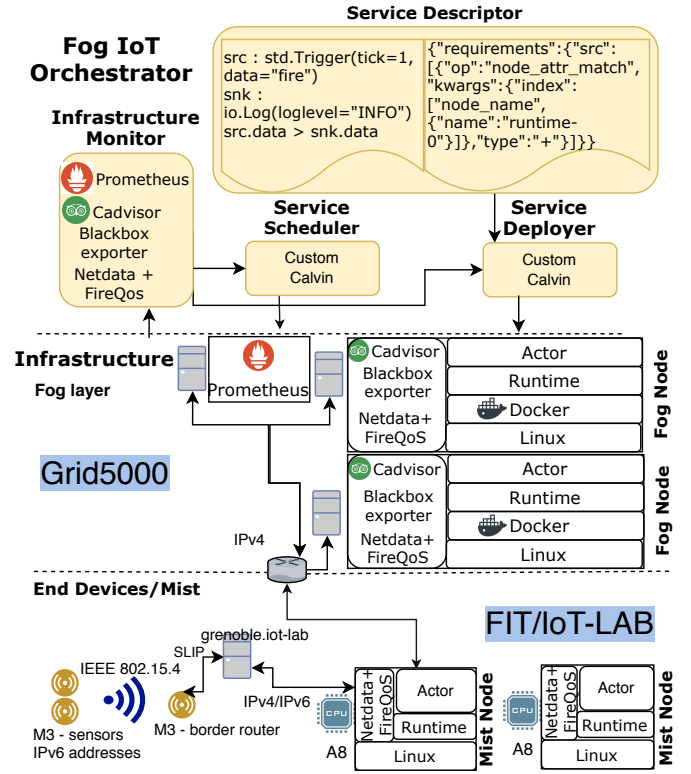 Service Descriptor
Fog IoT
Orchestrator
src : std.Trigger(tick=1,
data="fire")
snk :
io.Log(loglevel="INFO")
src.data > snk.data
{"requirements":{"src":
[{"op":"node_attr_match",
"kwargs":{"index":
["node_name",
{"name":"runtime-
0"}]},"type":"+"}]}}
Infrastructure
Monitor
Prometheus
Cadvisor
Blackbox
exporter
Netdata +
FireQos
Service
Scheduler
Custom
Calvin
Service
Deployer
Custom
Calvin
Infrastructure
Fog layer
Prometheus
Cadvisor
Blackbox
exporter
Netdata+
FireQoS
Actor
Runtime
Docker
Linux
Fog Node
Grid5000
Cadvisor
Blackbox
exporter
Netdata+
FireQoS
Actor
Runtime
Docker
Linux
Fog Node
IPv4
End Devices/Mist
FIT/IoT-LAB
grenoble.iot-lab
SLIP
IEEE 802.15.4
IPv4/IPv6
M3 - sensors
IPv6 addresses
M3 - border router
CPU
A8
Netdata+
FireQoS
Actor
Runtime
Linux
Mist Node
CPU
A8
Netdata+
FireQoS
Actor
Runtime
Linux
Mist Node